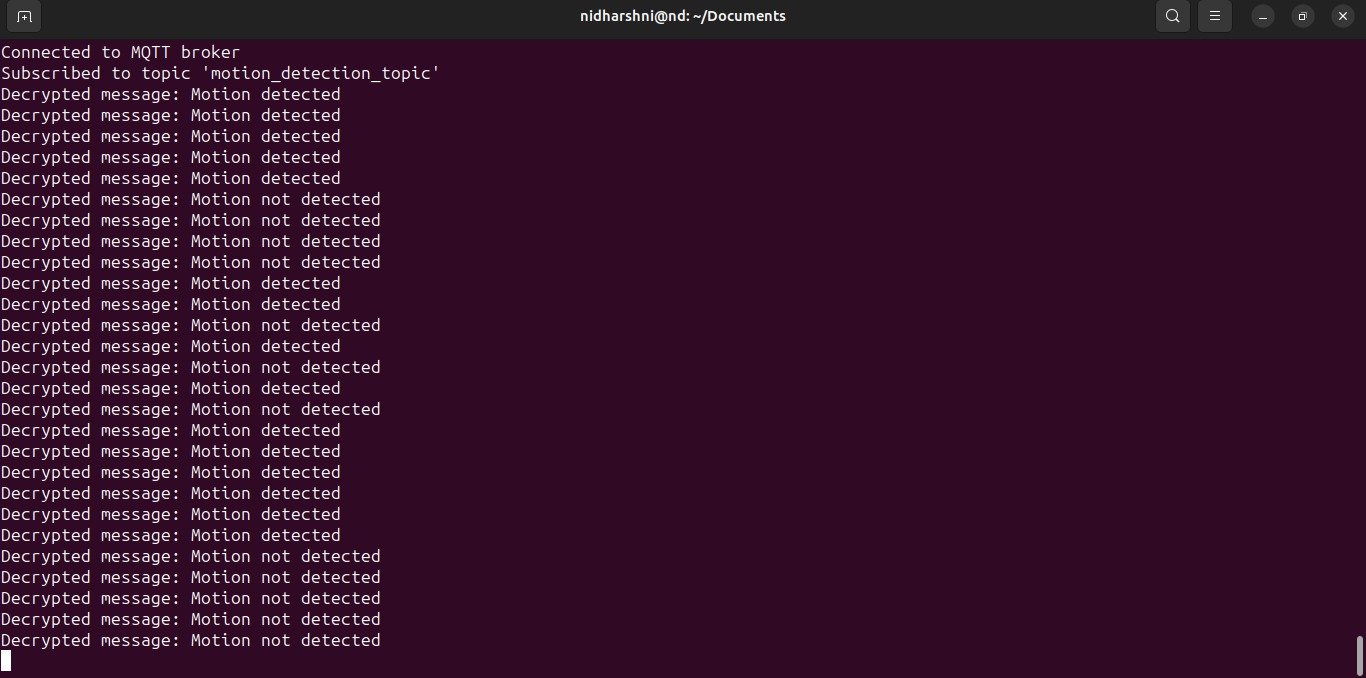 nidharshni@nd: ~/Documents
Connected to MQTT broker
Subscribed to topic 'motion_detection_topic'
Decrypted message: Motion detected
Decrypted message: Motion detected
Decrypted message: Motion detected
Decrypted message: Motion detected
Decrypted message: Motion detected
Decrypted message: Motion not detected
Decrypted message: Motion not detected
Decrypted message: Motion not detected
Decrypted message: Motion not detected
Decrypted message: Motion detected
Decrypted message: Motion detected
Decrypted message: Motion not detected
Decrypted message: Motion detected
Decrypted message: Motion not detected
Decrypted message: Motion detected
Decrypted message: Motion not detected
Decrypted message: Motion detected
Decrypted message: Motion detected
Decrypted message: Motion detected
Decrypted message: Motion detected
Decrypted message: Motion detected
Decrypted message: Motion detected
Decrypted message: Motion not detected
Decrypted message: Motion not detected
Decrypted message: Motion not detected
Decrypted message: Motion not detected
Decrypted message: Motion not detected